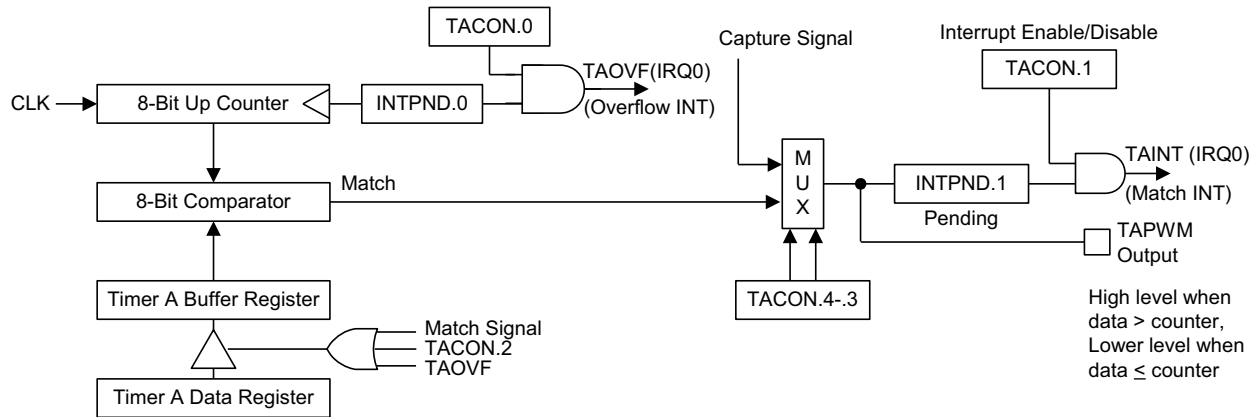 TACON.0
TAOVF(IRQ0)
(Overflow INT)
CLK
8-Bit Up Counter
INTPND.0
Capture Signal
Interrupt Enable/Disable
TACON.1
8-Bit Comparator
Match
M
U
X
INTPND.1
Pending
TAINT (IRQ0)
(Match INT)
TAPWM
Output
Timer A Buffer Register
TACON.4-.3
Match Signal
TACON.2
TAOVF
Timer A Data Register
High level when
data > counter,
Lower level when
data ≤ counter